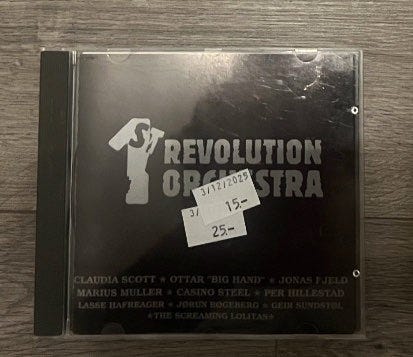 1ST REVOLUTION
ORCHESTRA
3/12/2025
15.-
3/
25.-
CLAUDIA SCOTT ★ OTTAR "BIG HAND" ★ JONAS FJELD
MARIUS MULLER ★ CASINO STEEL ★ PER HILLESTAD
LASSE HAFREAGER ★ JØRUN BØGEBERG ★ GEIR SUNDSTØL
★THE SCREAMING LOLITAS★